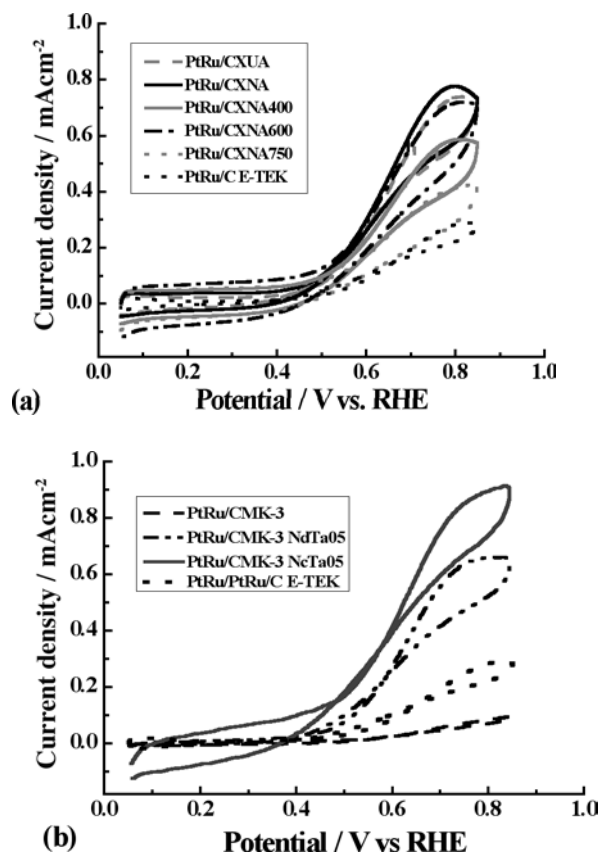 Current density / mAcm⁻²
1.0
0.8
0.6
0.4
0.2
0.0
PtRu/CXUA
PtRu/CXNA
PtRu/CXNA400
PtRu/CXNA600
PtRu/CXNA750
PtRu/C E-TEK
0.0 0.2 0.4 0.6 0.8 1.0
(a)
Potential / V vs. RHE
Current density / mAcm⁻²
1.0
0.8
0.6
0.4
0.2
0.0
PtRu/CMK-3
PtRu/CMK-3 NdTa05
PtRu/CMK-3 NcTa05
PtRu/PtRu/C E-TEK
0.0 0.2 0.4 0.6 0.8 1.0
(b)
Potential / V vs RHE